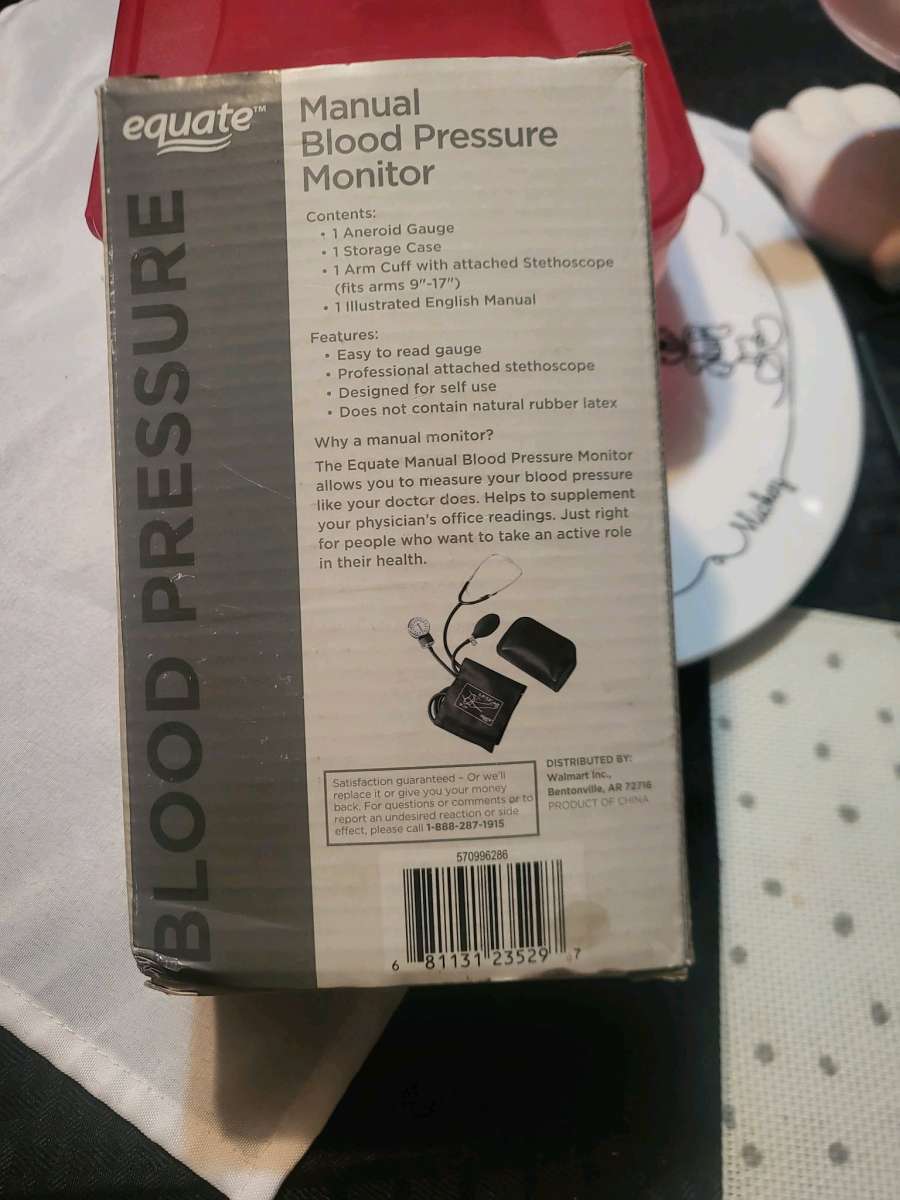 equate™
BLOOD PRESSURE
Manual
Blood Pressure
Monitor
Contents:
• 1 Aneroid Gauge
• 1 Storage Case
• 1 Arm Cuff with attached Stethoscope
(fits arms 9"-17")
• 1 Illustrated English Manual
Features:
• Easy to read gauge
• Professional attached stethoscope
• Designed for self use
• Does not contain natural rubber latex
Why a manual monitor?
The Equate Manual Blood Pressure Monitor
allows you to measure your blood pressure
like your doctor does. Helps to supplement
your physician's office readings. Just right
for people who want to take an active role
in their health.
Satisfaction guaranteed – Or we'll
replace it or give you your money
back. For questions or comments or to
report an undesired reaction or side
effect, please call 1-888-287-1915
DISTRIBUTED BY:
Walmart Inc.,
Bentonville, AR 72716
PRODUCT OF CHINA
570996286
6 81131 23529 7
Mickey